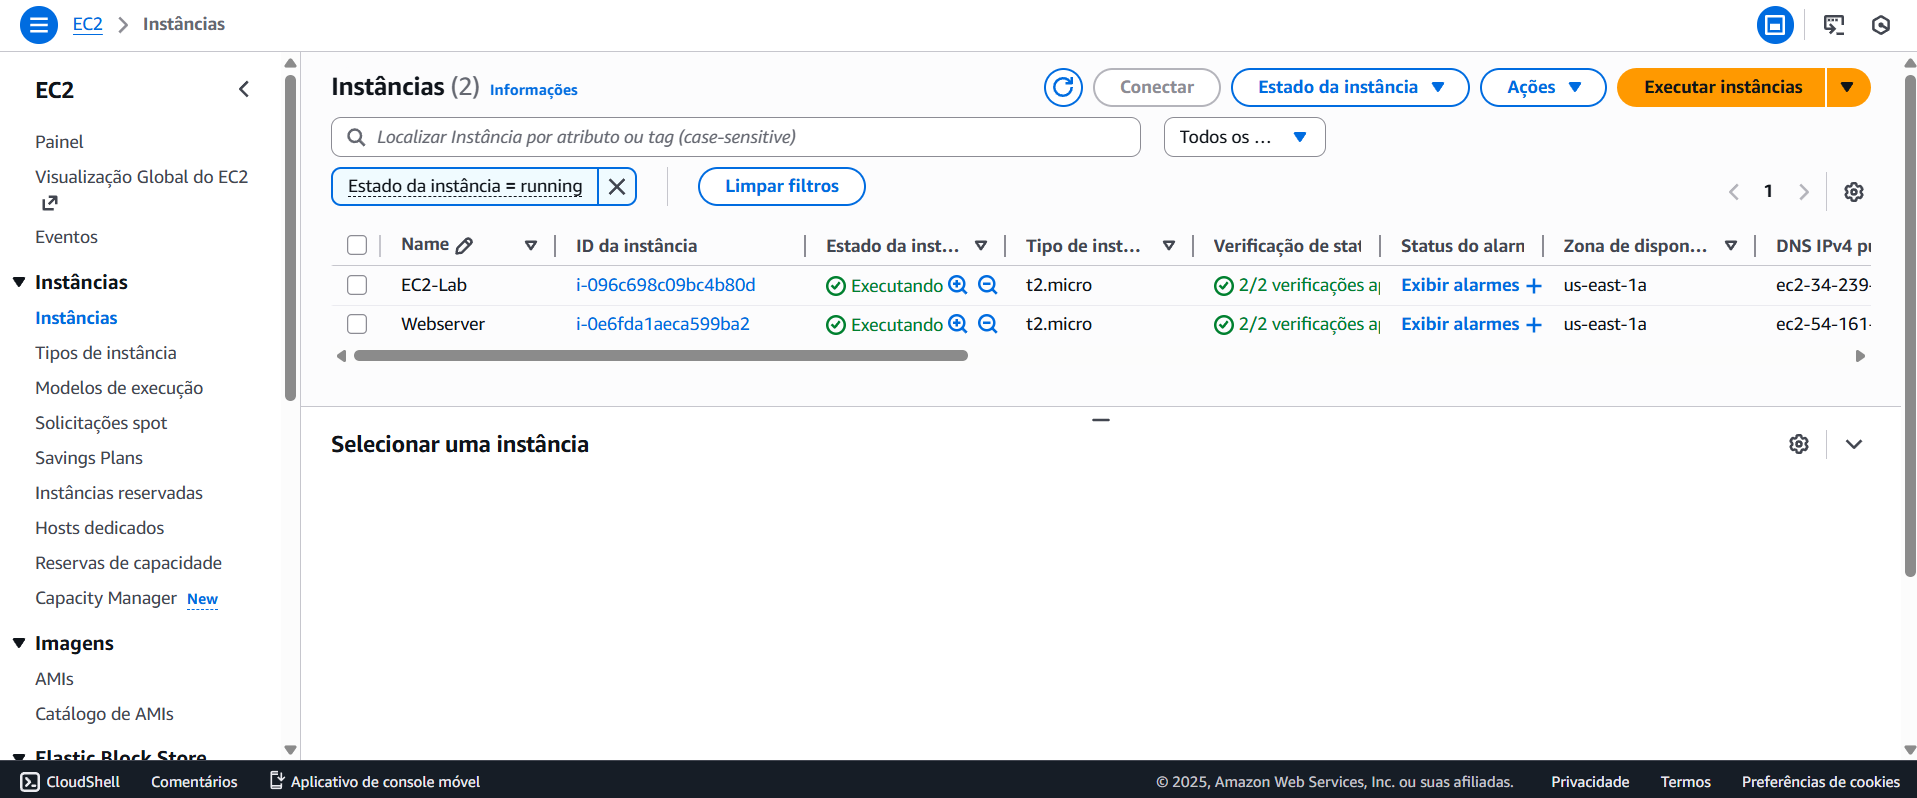 EC2 > Instâncias
EC2
Painel
Visualização Global do EC2
Eventos
Instâncias
Instâncias
Tipos de instância
Modelos de execução
Solicitações spot
Savings Plans
Instâncias reservadas
Hosts dedicados
Reservas de capacidade
Capacity Manager New
Imagens
AMIs
Catálogo de AMIs
Elastic Block Store
Instâncias (2) Informações
Conectar
Estado da instância
Ações
Executar instâncias
Localizar Instância por atributo ou tag (case-sensitive)
Todos os ...
Estado da instância = running
Limpar filtros
1
Name ID da instância Estado da inst... Tipo de inst... Verificação de stat Status do alarn Zona de dispon... DNS IPv4 pu
EC2-Lab i-096c698c09bc4b80d Executando t2.micro 2/2 verificações ap Exibir alarmes + us-east-1a ec2-34-239-
Webserver i-0e6fda1aeca599ba2 Executando t2.micro 2/2 verificações ap Exibir alarmes + us-east-1a ec2-54-161-
Selecionar uma instância
CloudShell Comentários Aplicativo de console móvel © 2025, Amazon Web Services, Inc. ou suas afiliadas. Privacidade Termos Preferências de cookies